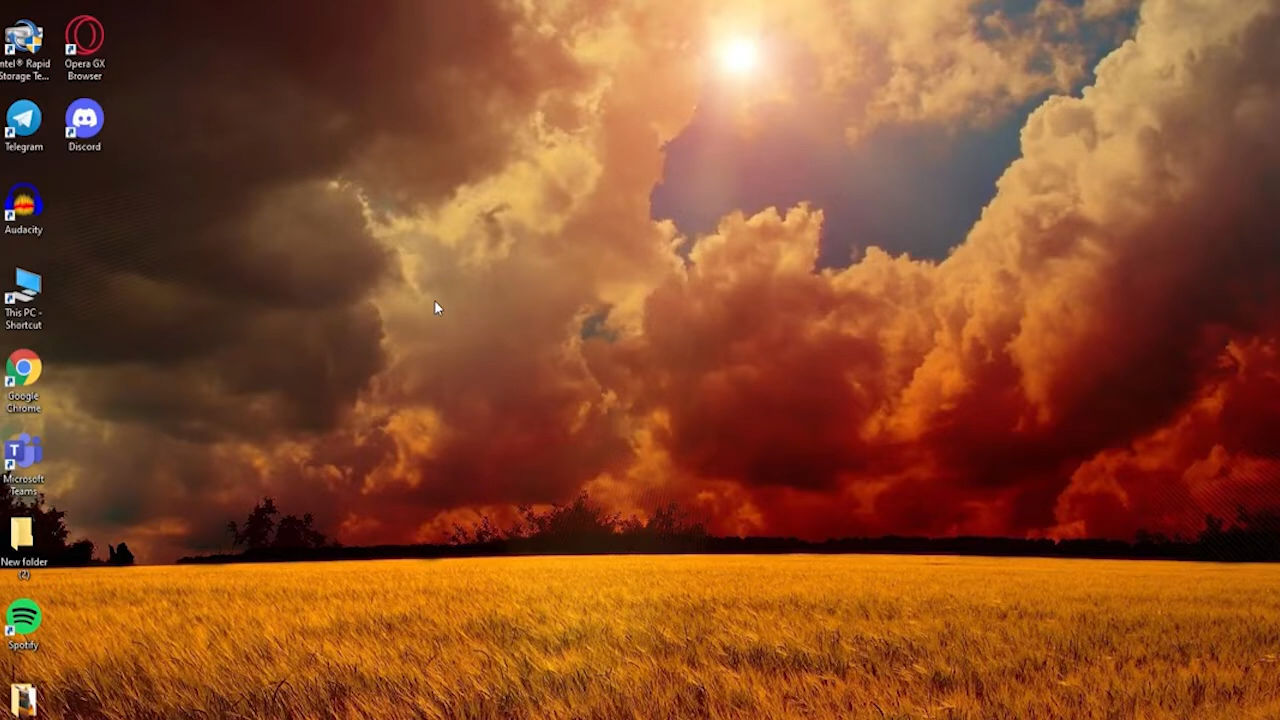 ntel® Rapid
Storage Te...
Opera GX
Browser
Telegram
Discord
Audacity
This PC -
Shortcut
Google
Chrome
Microsoft
Teams
New folder
(2)
Spotify